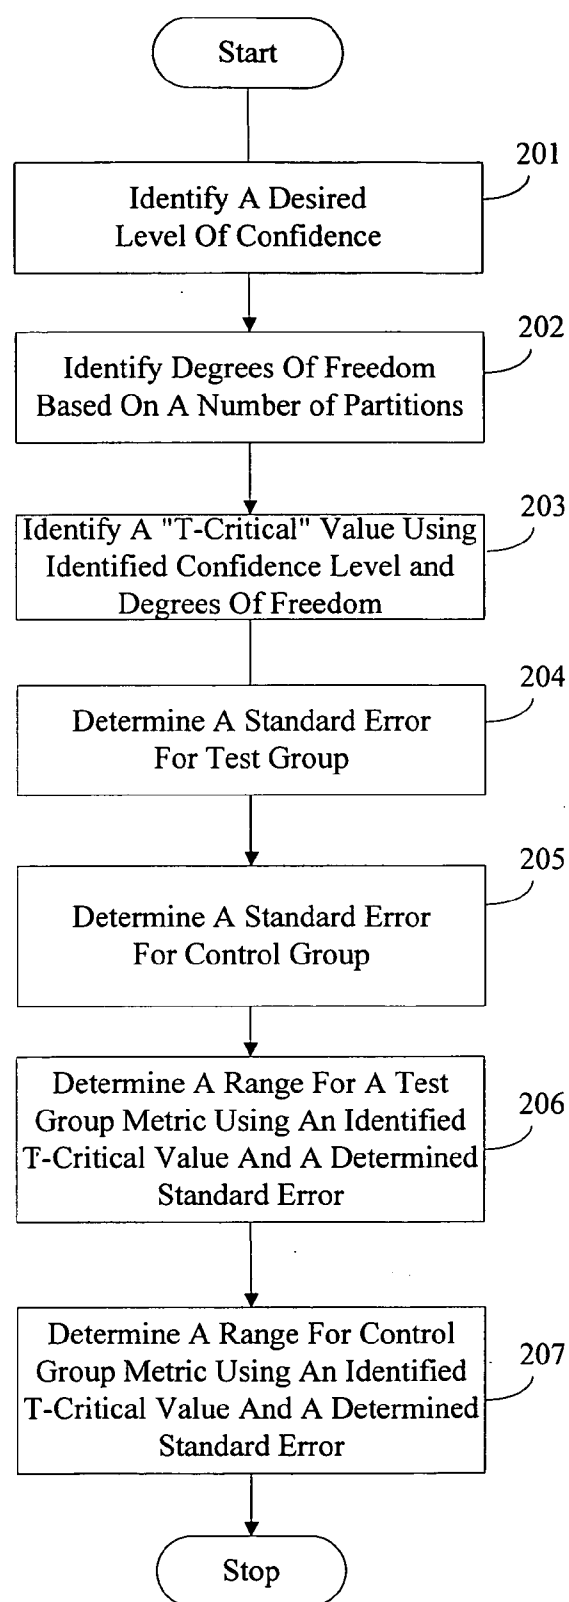 Start
201
Identify A Desired
Level Of Confidence
202
Identify Degrees Of Freedom
Based On A Number of Partitions
203
Identify A "T-Critical" Value Using
Identified Confidence Level and
Degrees Of Freedom
204
Determine A Standard Error
For Test Group
205
Determine A Standard Error
For Control Group
206
Determine A Range For A Test
Group Metric Using An Identified
T-Critical Value And A Determined
Standard Error
207
Determine A Range For Control
Group Metric Using An Identified
T-Critical Value And A Determined
Standard Error
Stop